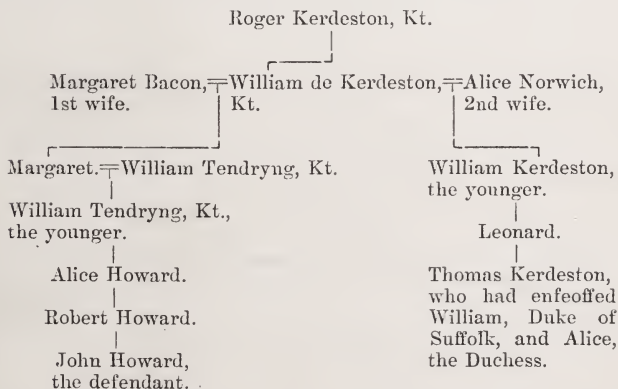 Roger Kerdeston, Kt.
Margaret Bacon,=William de Kerdeston,=Alice Norwich,
1st wife. Kt. 2nd wife.
Margaret.=William Tendryng, Kt.
William Tendryng, Kt.,
the younger.
Alice Howard.
Robert Howard.
John Howard,
the defendant.
William Kerdeston,
the younger.
Leonard.
Thomas Kerdeston,
who had enfeoffed
William, Duke of
Suffolk, and Alice,
the Duchess.